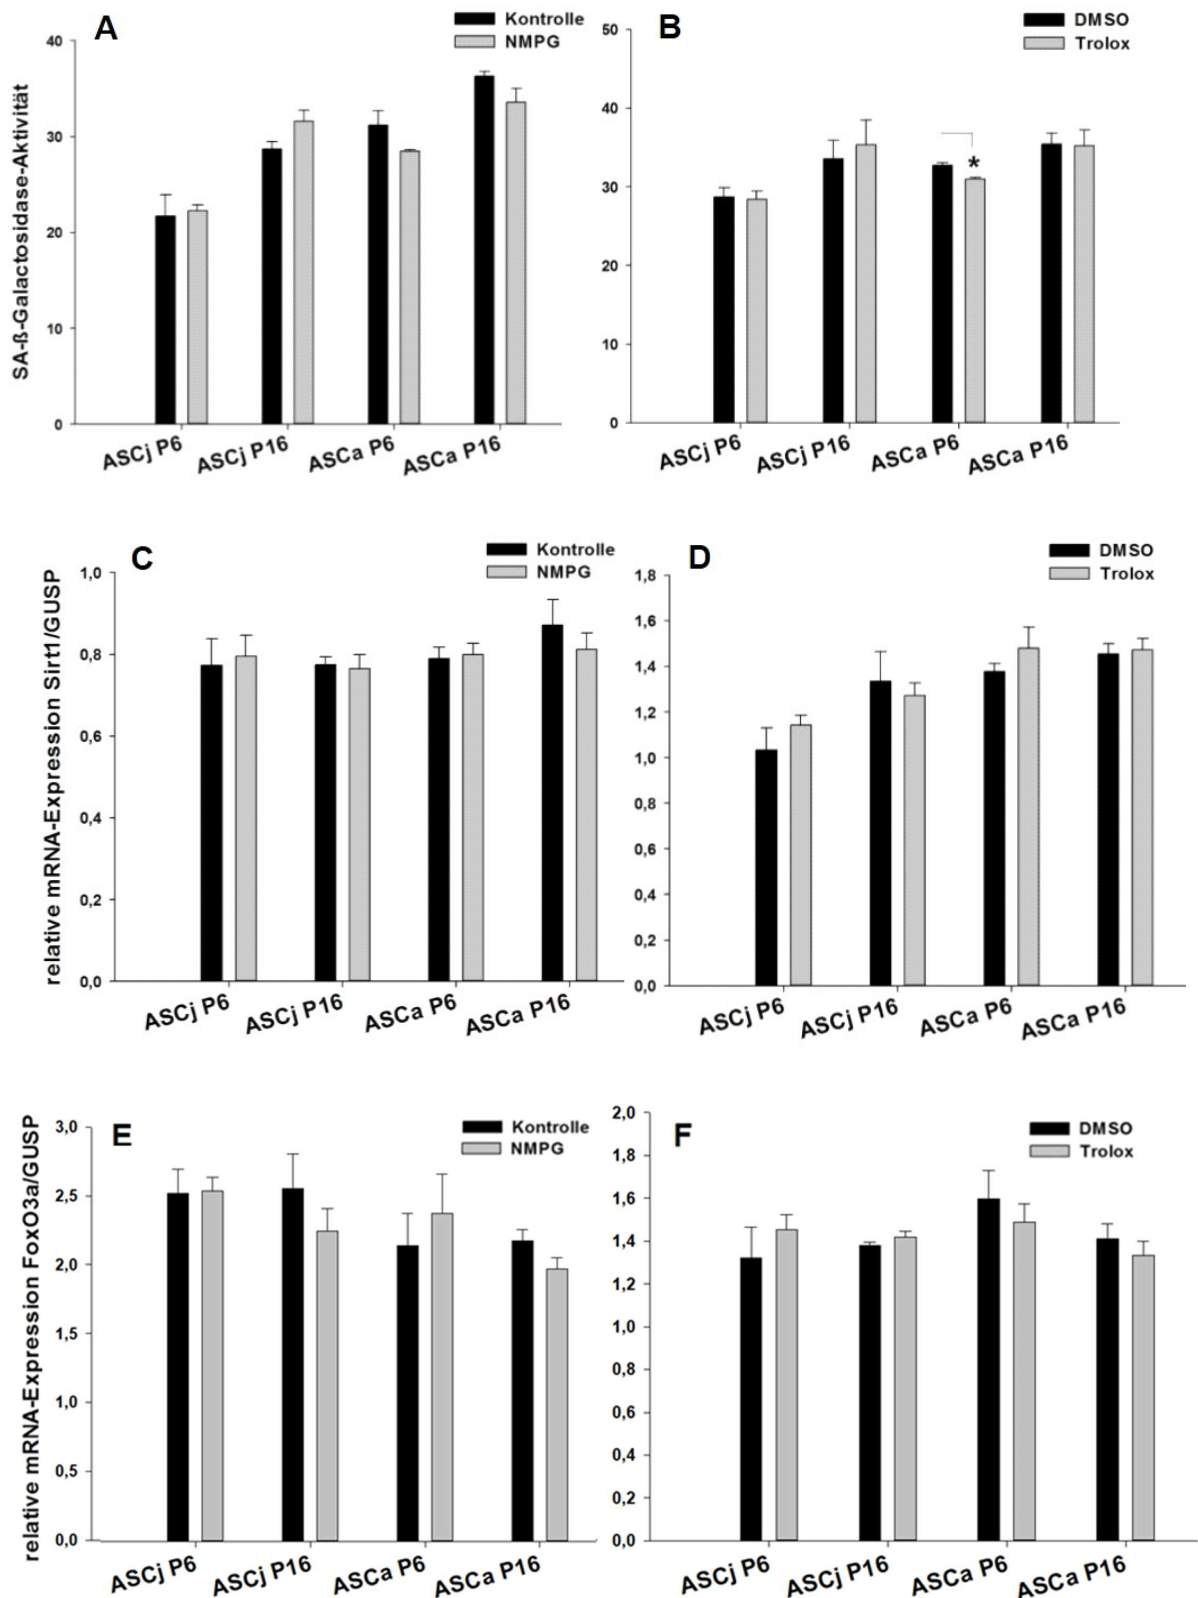 A
Kontrolle
NMPG
SA-ß-Galactosidase-Aktivität
40
30
20
10
0
ASCj P6
ASCj P16
ASCa P6
ASCa P16
B
DMSO
Trolox
50
40
30
20
10
0
*
ASCj P6
ASCj P16
ASCa P6
ASCa P16
C
Kontrolle
NMPG
relative mRNA-Expression Sirt1/GUSP
1,0
0,8
0,6
0,4
0,2
0,0
ASCj P6
ASCj P16
ASCa P6
ASCa P16
D
DMSO
Trolox
1,8
1,6
1,4
1,2
1,0
0,8
0,6
0,4
0,2
0,0
ASCj P6
ASCj P16
ASCa P6
ASCa P16
E
Kontrolle
NMPG
relative mRNA-Expression FoxO3a/GUSP
3,0
2,5
2,0
1,5
1,0
0,5
0,0
ASCj P6
ASCj P16
ASCa P6
ASCa P16
F
DMSO
Trolox
2,0
1,8
1,6
1,4
1,2
1,0
0,8
0,6
0,4
0,2
0,0
ASCj P6
ASCj P16
ASCa P6
ASCa P16